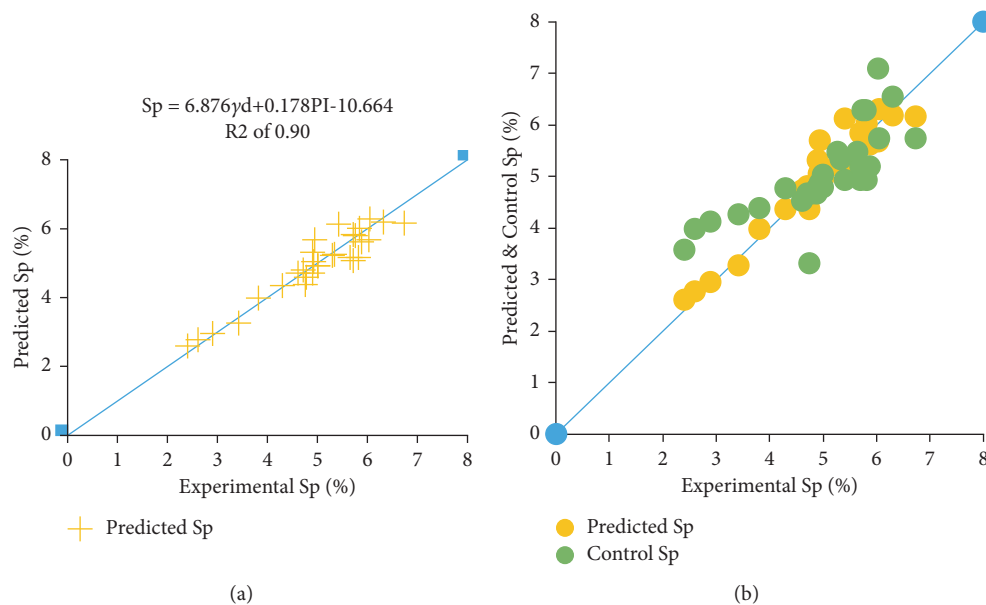 Sp = 6.876γd+0.178PI-10.664
R2 of 0.90
8
6
4
2
0
Predicted Sp (%)
0 1 2 3 4 5 6 7 8
Experimental Sp (%)
Predicted Sp
(a)
8
7
6
5
4
3
2
1
0
Predicted & Control Sp (%)
0 1 2 3 4 5 6 7 8
Experimental Sp (%)
Predicted Sp
Control Sp
(b)